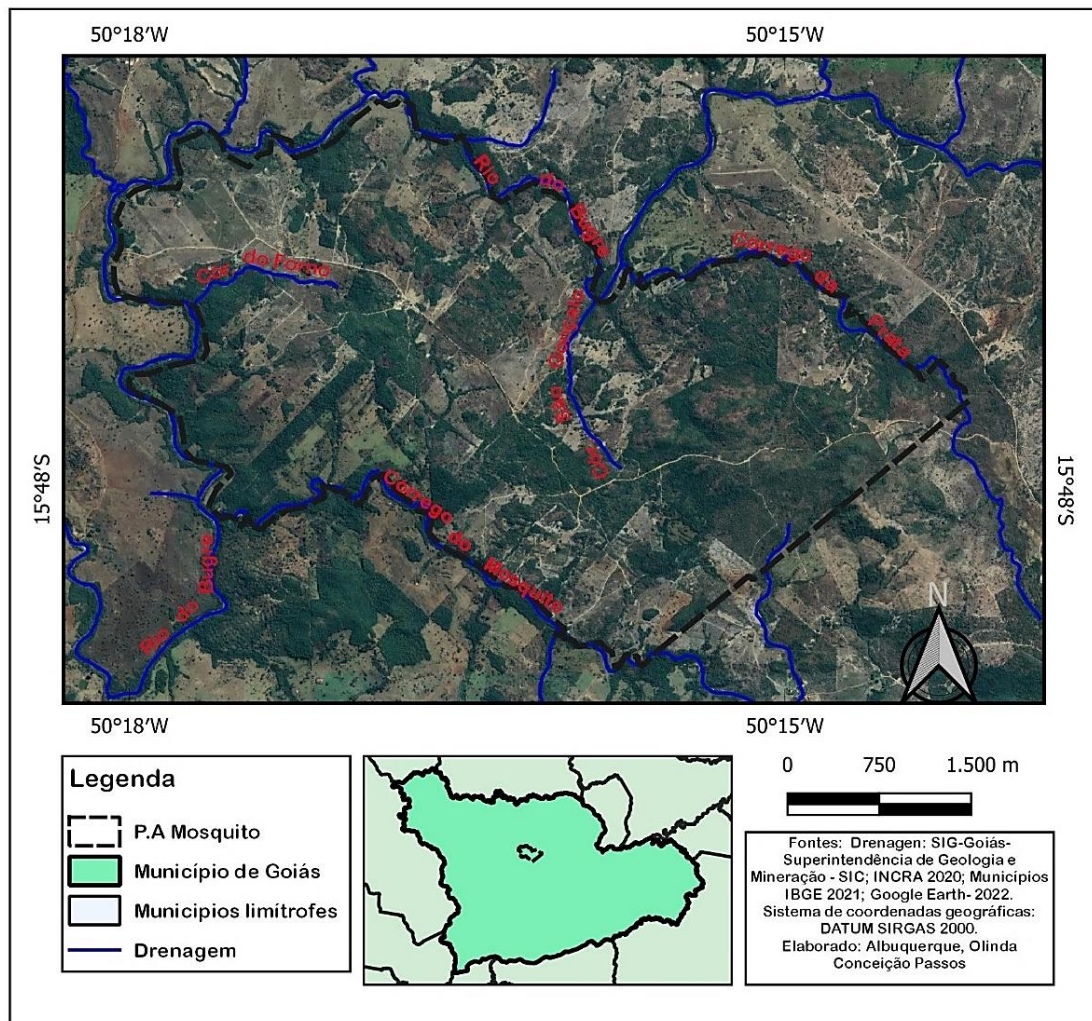 50°18'W 50°15'W
Rio do Bagre
Córrego da Prata
Cor. do Forno
15°48'S
15°48'S
Corrego do Mosquito
Rio do Bagre
N
50°18'W 50°15'W
Legenda
P.A Mosquito
Município de Goiás
Municipios limítrofes
Drenagem
0 750 1.500 m
Fontes: Drenagen: SIG-Goiás-
Superintendência de Geologia e
Mineração - SIC; INCRA 2020; Municípios
IBGE 2021; Google Earth- 2022.
Sistema de coordenadas geográficas:
DATUM SIRGAS 2000.
Elaborado: Albuquerque, Olinda
Conceição Passos